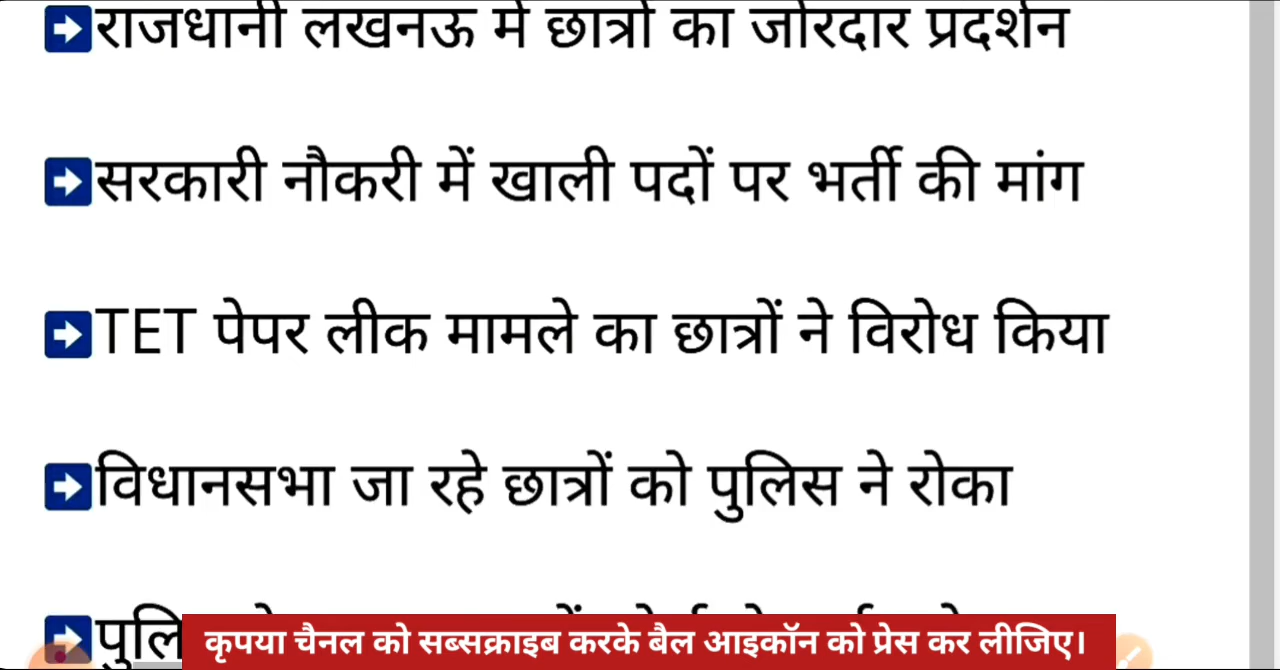 ➡राजधानी लखनऊ में छात्रों का जोरदार प्रदर्शन
➡सरकारी नौकरी में खाली पदों पर भर्ती की मांग
➡TET पेपर लीक मामले का छात्रों ने विरोध किया
➡विधानसभा जा रहे छात्रों को पुलिस ने रोका
कृपया चैनल को सब्सक्राइब करके बैल आइकॉन को प्रेस कर लीजिए।